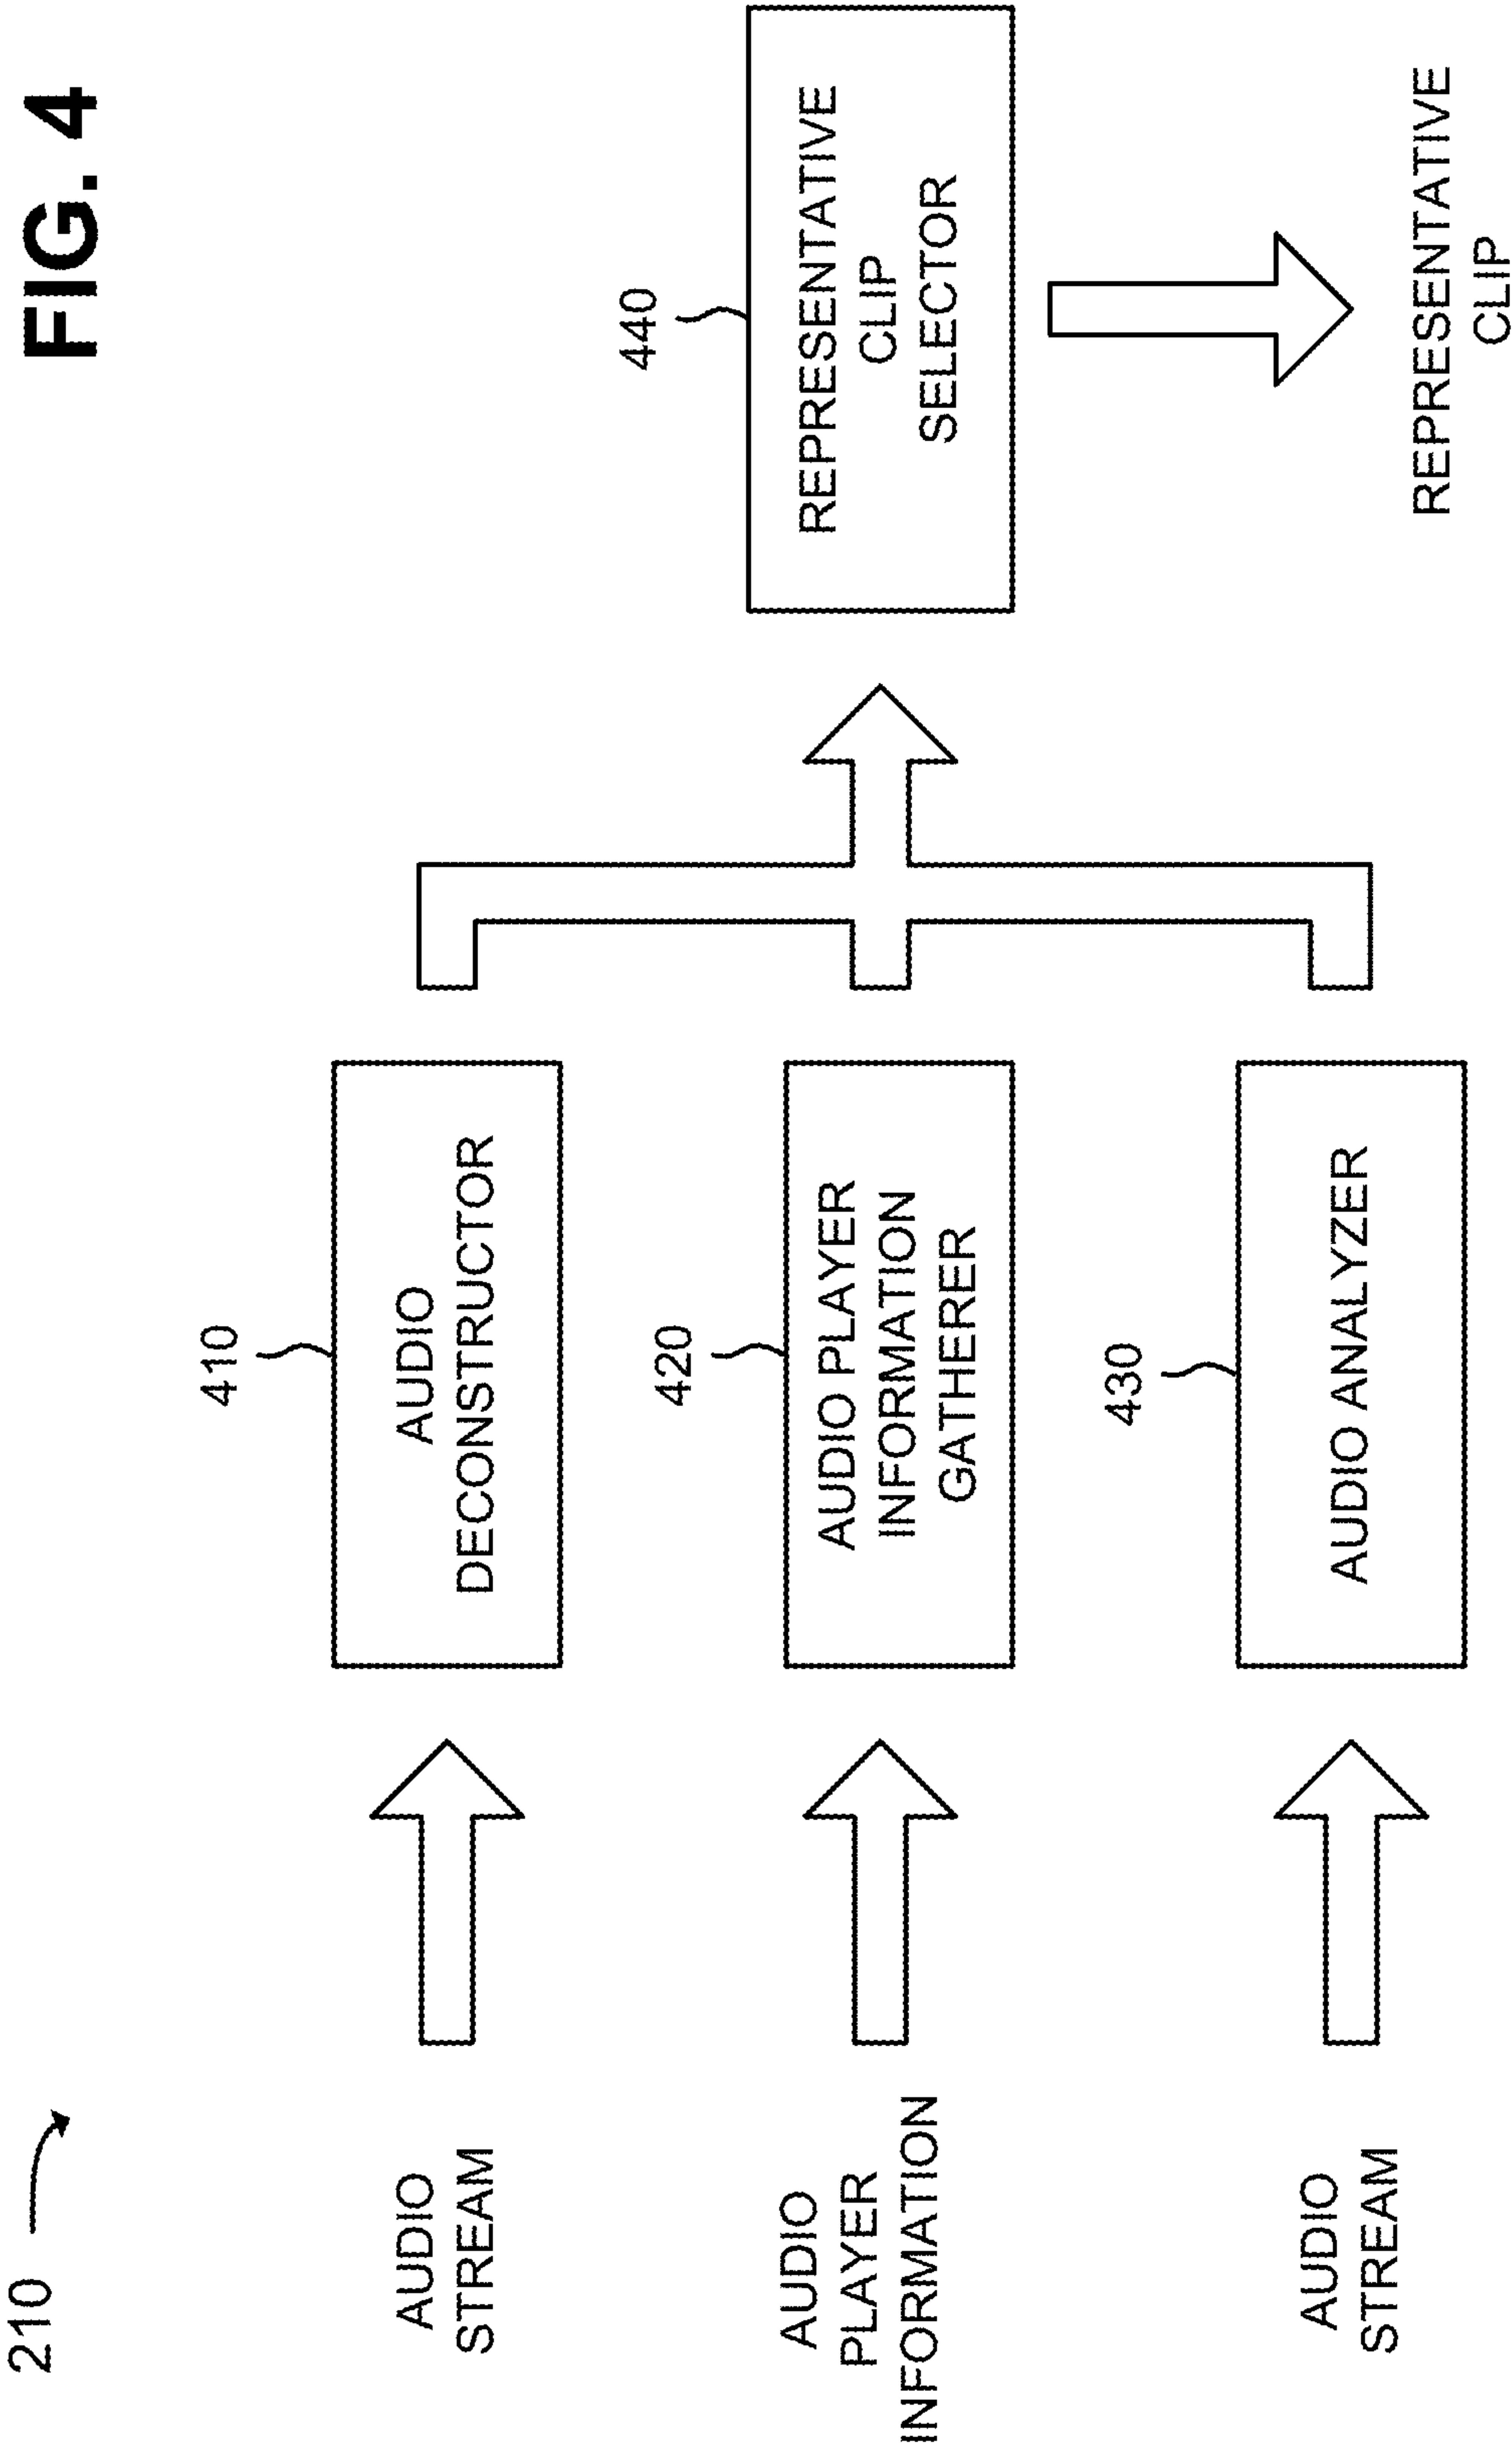 FIG. 4
210
AUDIO
STREAM
410
AUDIO
DECONSTRUCTOR
AUDIO
PLAYER
INFORMATION
420
AUDIO PLAYER
INFORMATION
GATHERER
AUDIO
STREAM
430
AUDIO ANALYZER
440
REPRESENTATIVE
CLIP
SELECTOR
REPRESENTATIVE
CLIP